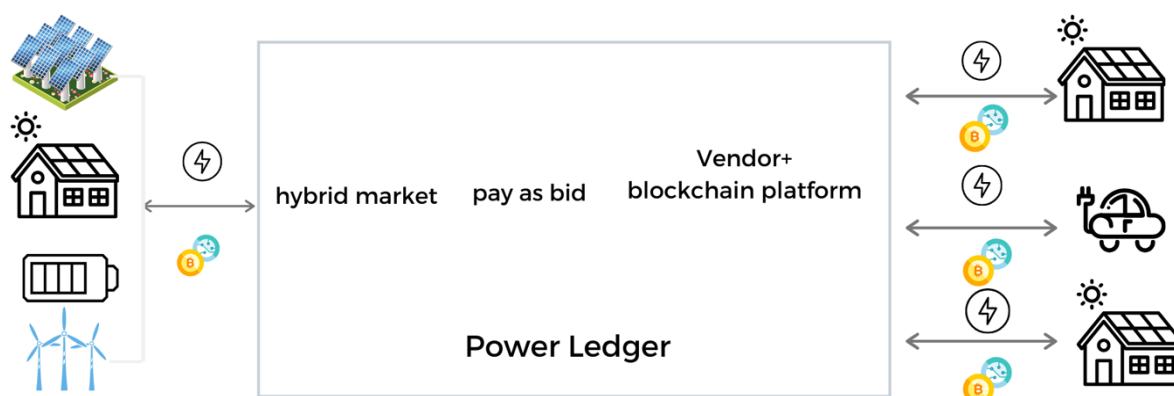 hybrid market
pay as bid
Vendor+
blockchain platform
Power Ledger